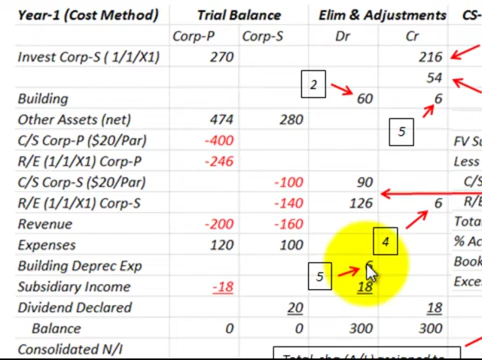 Year-1 (Cost Method) Trial Balance Elim & Adjustments CS-
Corp-P Corp-S Dr Cr
Invest Corp-S ( 1/1/X1) 270 216
2 54
Building 60 6
Other Assets (net) 474 280 5
C/S Corp-P ($20/Par) -400 FV Su
R/E (1/1/X1) Corp-P -246 Less
C/S Corp-S ($20/Par) -100 90 C/S
R/E (1/1/X1) Corp-S -140 126 6 R/E
Revenue -200 -160 4 Tota
Expenses 120 100 % Ac
Building Deprec Exp 5 6 Book
Subsidiary Income -18 18 Exce
Dividend Declared 20 18
Balance 0 0 300 300
Consolidated N/I